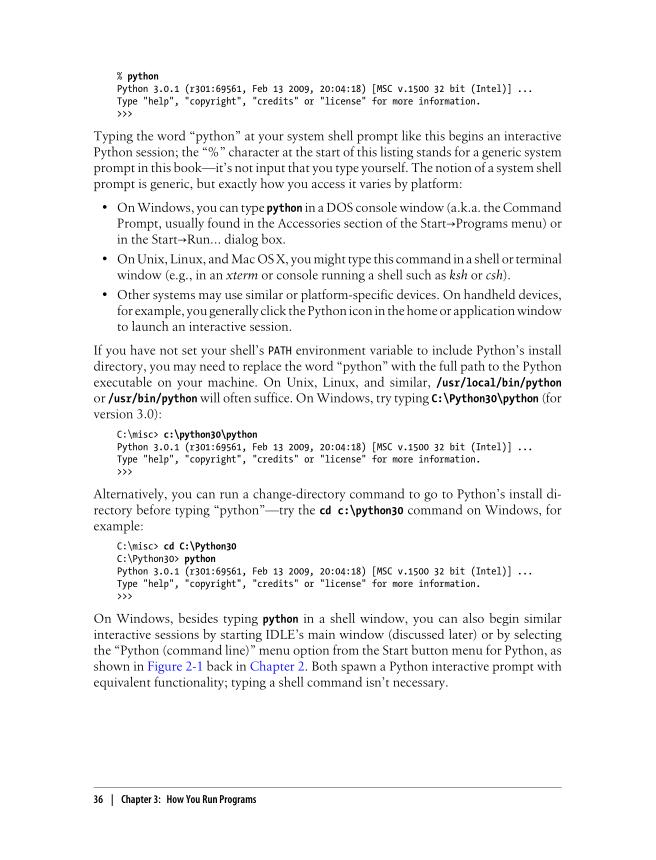 % python
Python 3.0.1 (r301:69561, Feb 13 2009, 20:04:18) [MSC v.1500 32 bit (Intel)] ...
Type "help", "copyright", "credits" or "license" for more information.
>>>
Typing the word “python” at your system shell prompt like this begins an interactive
Python session; the “%” character at the start of this listing stands for a generic system
prompt in this book—it’s not input that you type yourself. The notion of a system shell
prompt is generic, but exactly how you access it varies by platform:
• On Windows, you can type python in a DOS console window (a.k.a. the Command
Prompt, usually found in the Accessories section of the Start→Programs menu) or
in the Start→Run... dialog box.
• On Unix, Linux, and Mac OS X, you might type this command in a shell or terminal
window (e.g., in an xterm or console running a shell such as ksh or csh).
• Other systems may use similar or platform-specific devices. On handheld devices,
for example, you generally click the Python icon in the home or application window
to launch an interactive session.
If you have not set your shell’s PATH environment variable to include Python’s install
directory, you may need to replace the word “python” with the full path to the Python
executable on your machine. On Unix, Linux, and similar, /usr/local/bin/python
or /usr/bin/python will often suffice. On Windows, try typing C:\Python30\python (for
version 3.0):
C:\misc> c:\python30\python
Python 3.0.1 (r301:69561, Feb 13 2009, 20:04:18) [MSC v.1500 32 bit (Intel)] ...
Type "help", "copyright", "credits" or "license" for more information.
>>>
Alternatively, you can run a change-directory command to go to Python’s install di-
rectory before typing “python”—try the cd c:\python30 command on Windows, for
example:
C:\misc> cd C:\Python30
C:\Python30> python
Python 3.0.1 (r301:69561, Feb 13 2009, 20:04:18) [MSC v.1500 32 bit (Intel)] ...
Type "help", "copyright", "credits" or "license" for more information.
>>>
On Windows, besides typing python in a shell window, you can also begin similar
interactive sessions by starting IDLE’s main window (discussed later) or by selecting
the “Python (command line)” menu option from the Start button menu for Python, as
shown in Figure 2-1 back in Chapter 2. Both spawn a Python interactive prompt with
equivalent functionality; typing a shell command isn’t necessary.
36 | Chapter 3: How You Run Programs